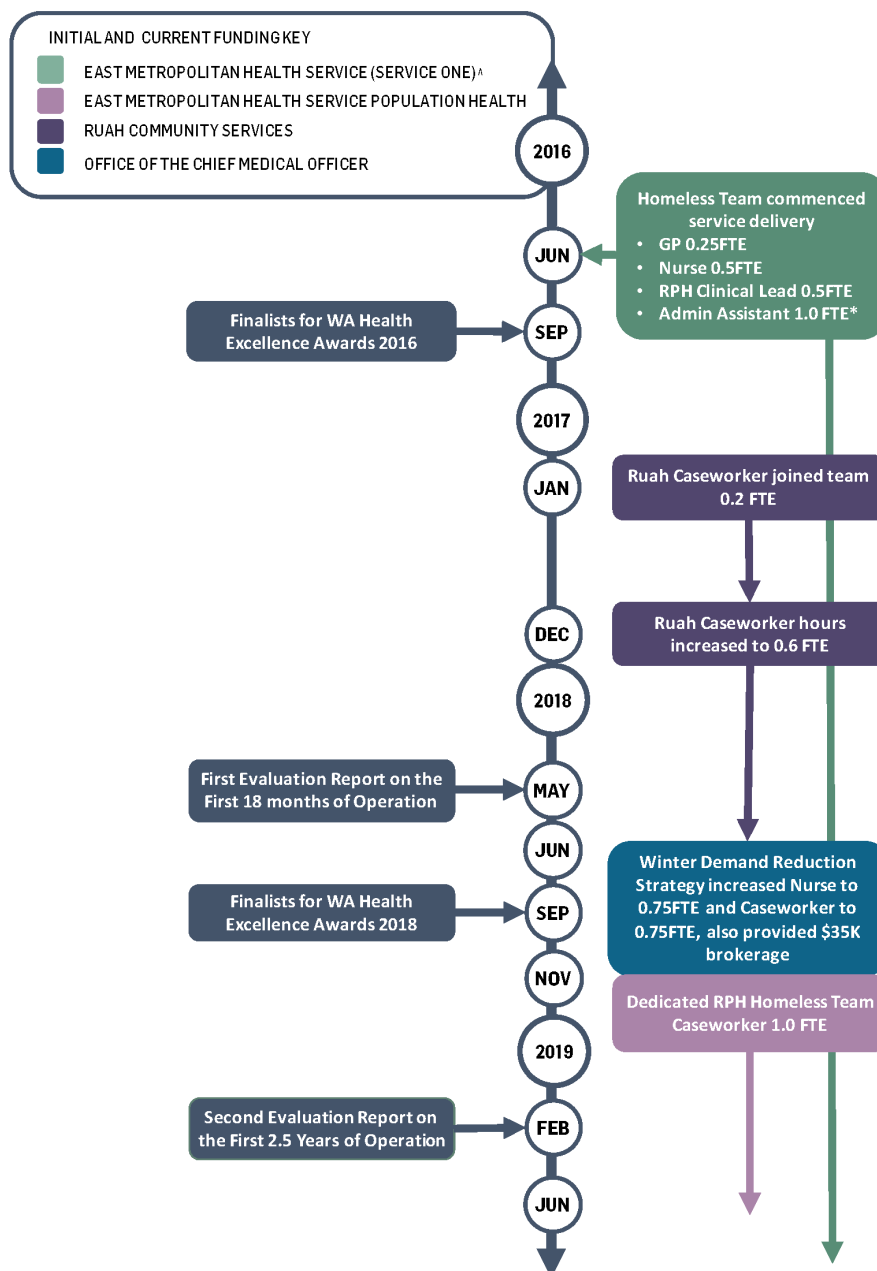 INITIAL AND CURRENT FUNDING KEY
EAST METROPOLITAN HEALTH SERVICE (SERVICE ONE)^
EAST METROPOLITAN HEALTH SERVICE POPULATION HEALTH
RUAH COMMUNITY SERVICES
OFFICE OF THE CHIEF MEDICAL OFFICER
2016
Homeless Team commenced
service delivery
• GP 0.25FTE
• Nurse 0.5FTE
• RPH Clinical Lead 0.5FTE
• Admin Assistant 1.0 FTE*
JUN
Finalists for WA Health
Excellence Awards 2016
SEP
2017
JAN
Ruah Caseworker joined team
0.2 FTE
DEC
Ruah Caseworker hours
increased to 0.6 FTE
2018
First Evaluation Report on the
First 18 months of Operation
MAY
JUN
Winter Demand Reduction
Strategy increased Nurse to
0.75FTE and Caseworker to
0.75FTE, also provided $35K
brokerage
Finalists for WA Health
Excellence Awards 2018
SEP
NOV
Dedicated RPH Homeless Team
Caseworker 1.0 FTE
2019
Second Evaluation Report on
the First 2.5 Years of Operation
FEB
JUN